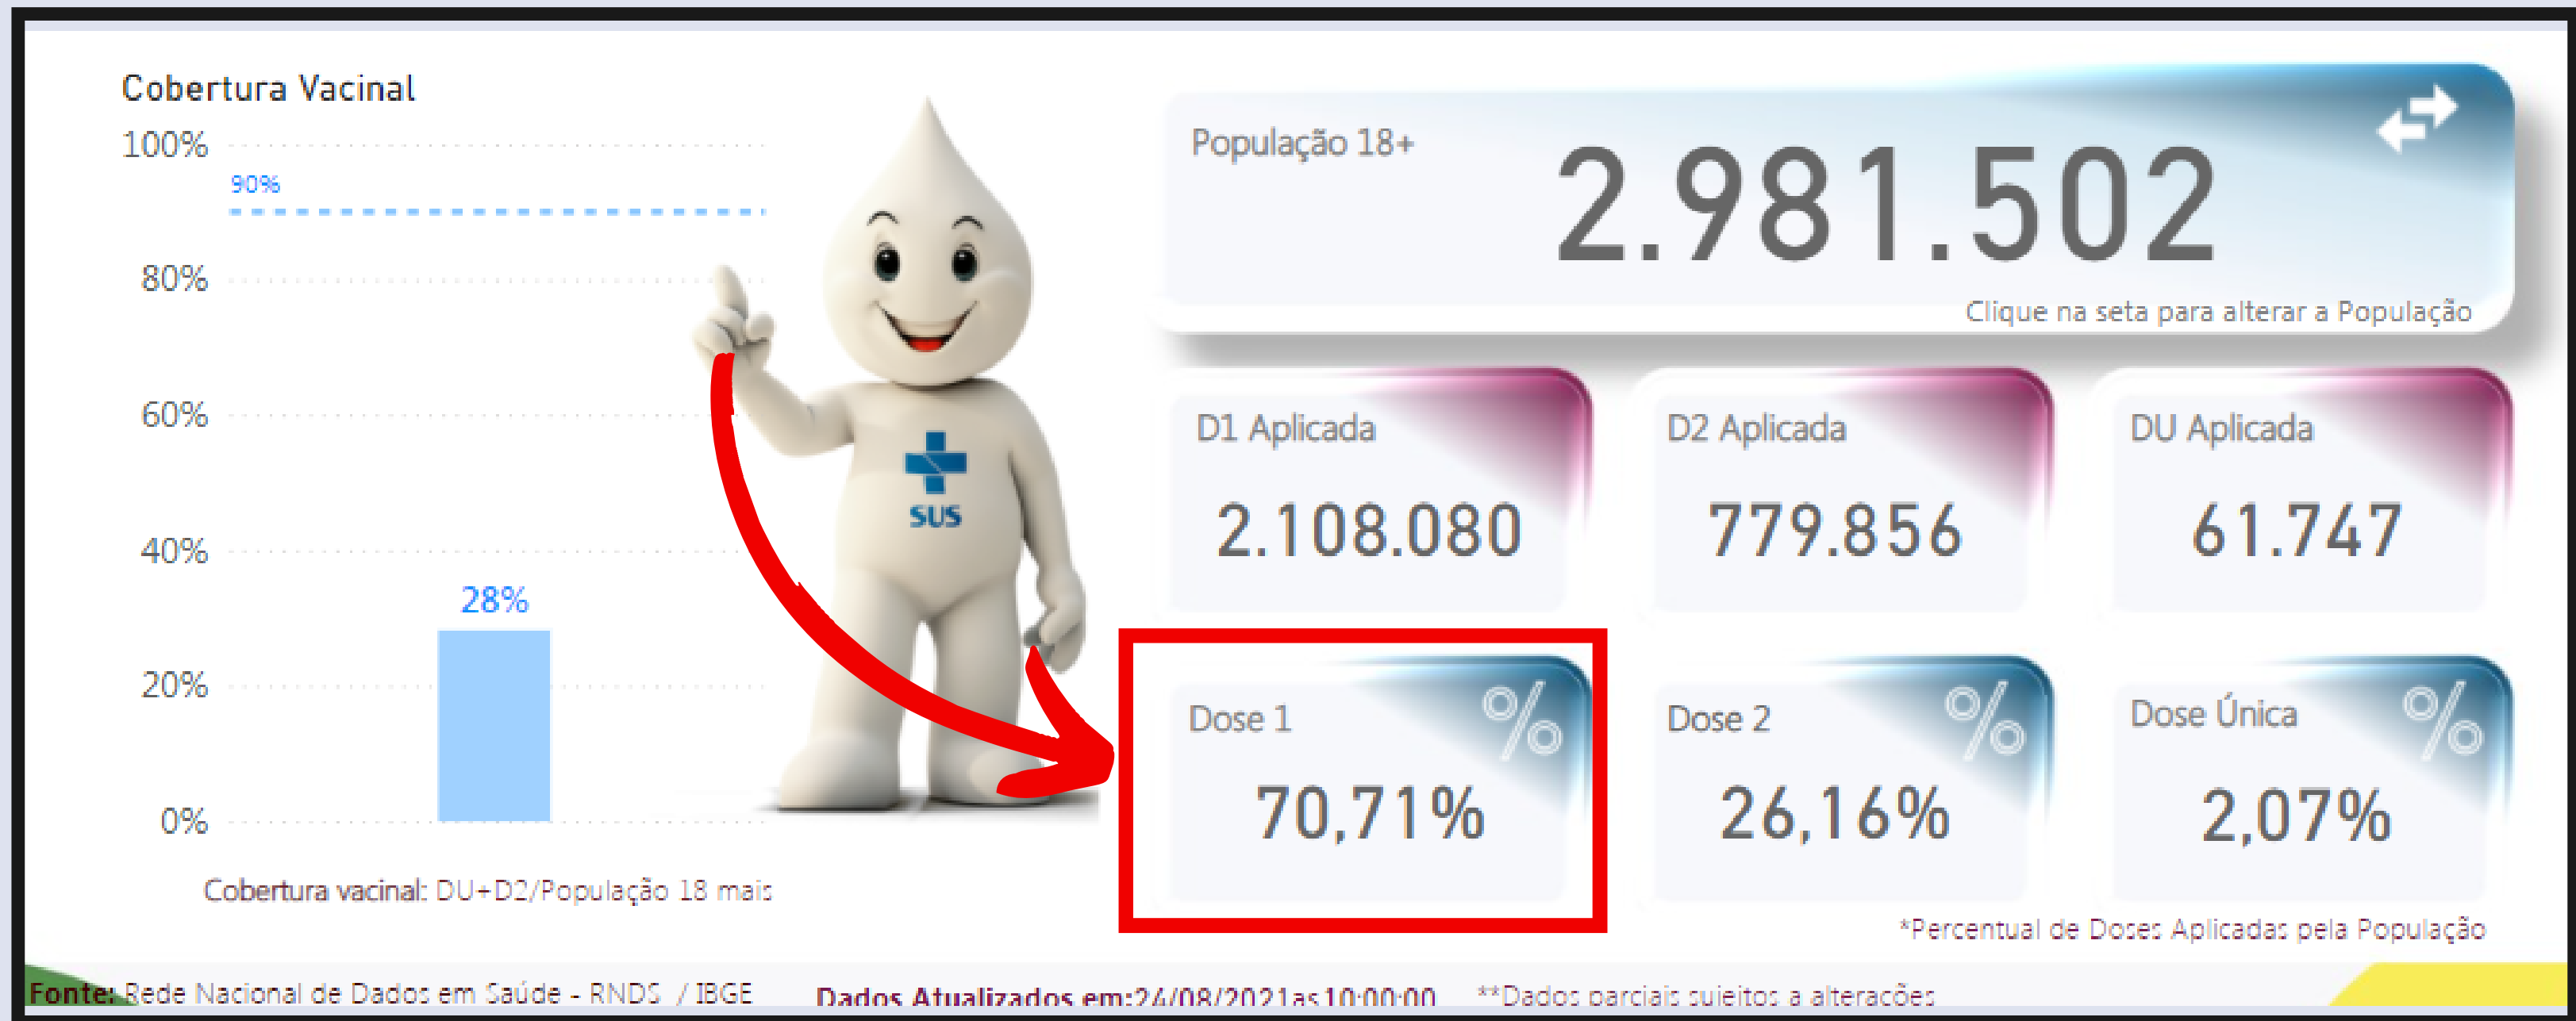 Cobertura Vacinal
100%
90%
80%
60%
40%
28%
20%
0%
Cobertura vacinal: DU+D2/População 18 mais
SUS
População 18+
2.981.502
Clique na seta para alterar a População
D1 Aplicada
2.108.080
D2 Aplicada
779.856
DU Aplicada
61.747
Dose 1
%
70,71%
Dose 2
%
26,16%
Dose Única
%
2,07%
*Percentual de Doses Aplicadas pela População
Fonte: Rede Nacional de Dados em Saúde - RNDS / IBGE
Dados Atualizados em:24/08/2021as10:00:00
**Dados parciais sujeitos a alterações